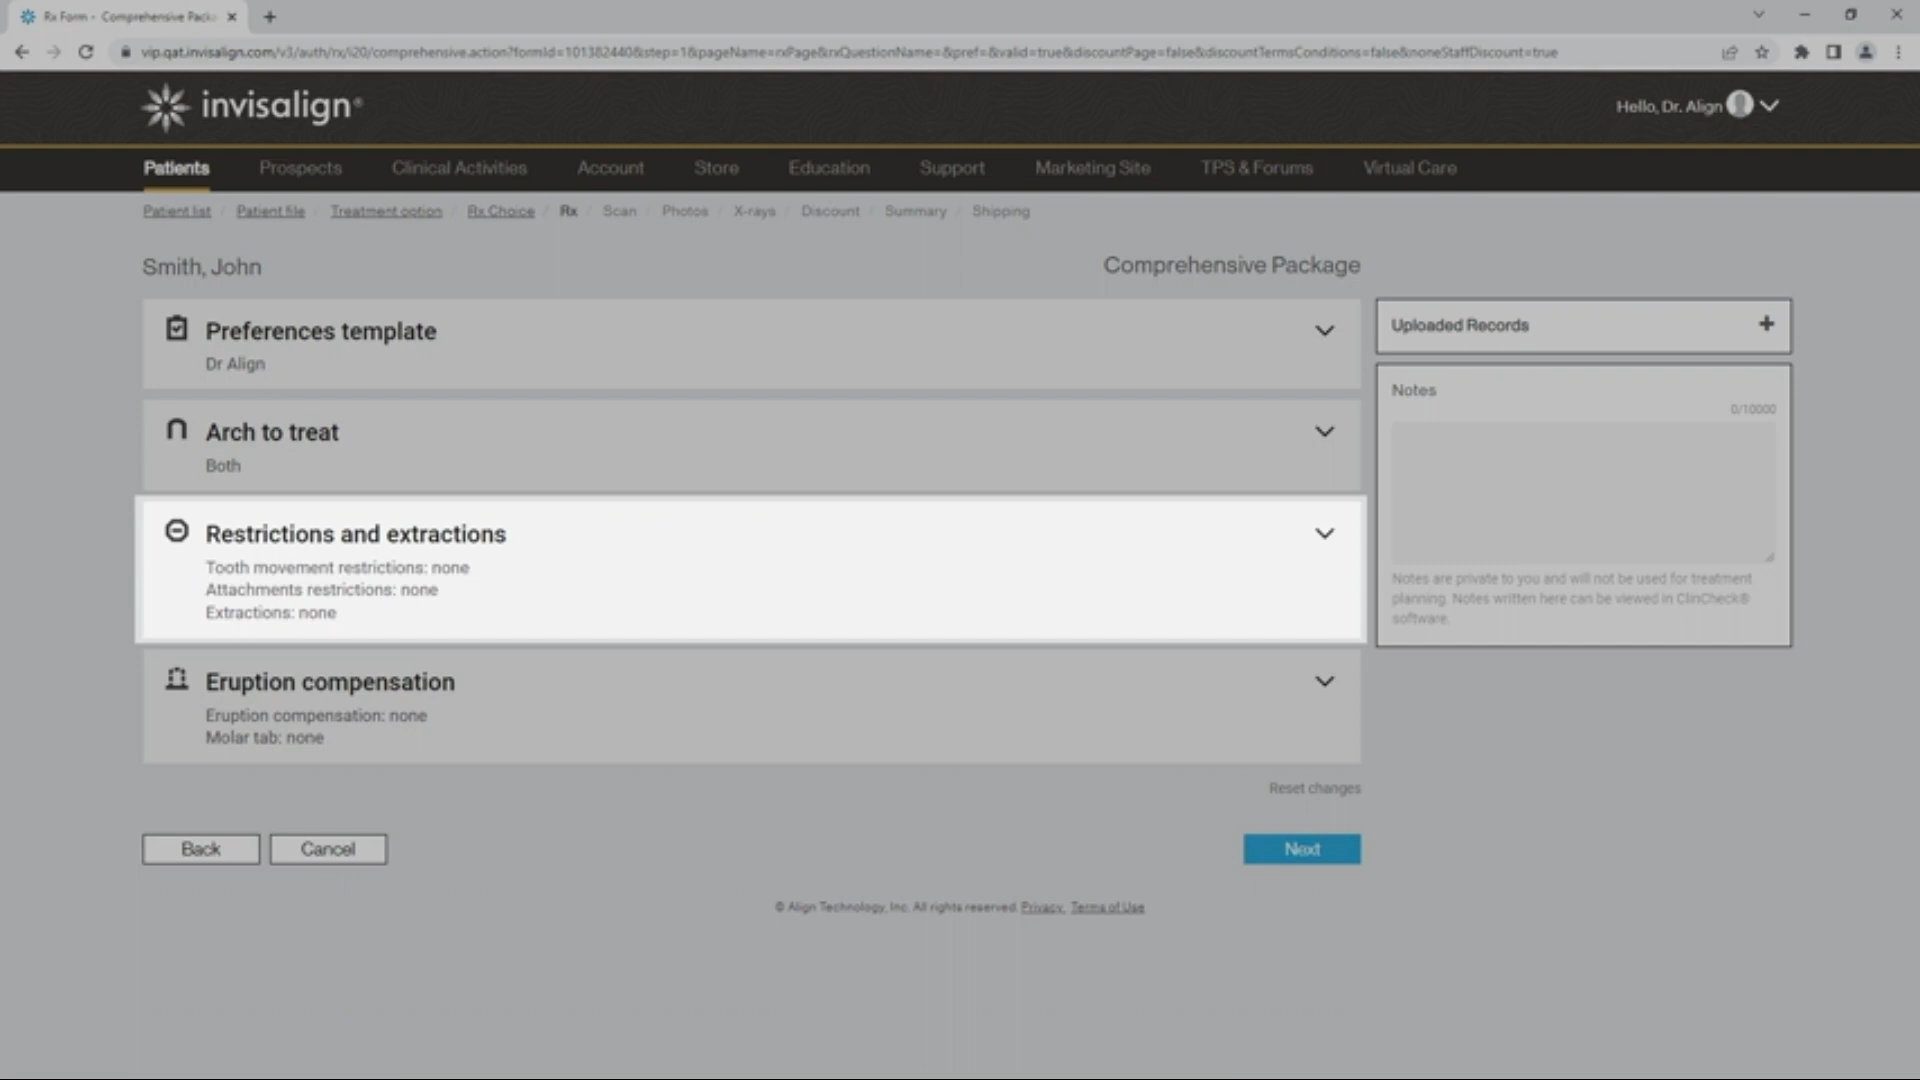 Rx Form - Comprehensive Packa
vip.qat.invisalign.com/v3/auth/rx/i20/comprehensive.action?formId=101382440&step=1&pageName=rxPage&rxQuestionName=&pref=&valid=true&discountPage=false&discountTermsConditions=false&noneStaffDiscount=true
invisalign®
Hello, Dr. Align
Patients Prospects Clinical Activities Account Store Education Support Marketing Site TPS & Forums Virtual Care
Patient list / Patient file / Treatment option / Rx Choice / Rx / Scan / Photos / X-rays / Discount / Summary / Shipping
Smith, John
Comprehensive Package
Preferences template
Dr Align
Arch to treat
Both
Restrictions and extractions
Tooth movement restrictions: none
Attachments restrictions: none
Extractions: none
Eruption compensation
Eruption compensation: none
Molar tab: none
Reset changes
Uploaded Records
Notes
0/10000
Notes are private to you and will not be used for treatment
planning. Notes written here can be viewed in ClinCheck®
software.
Back
Cancel
Next
© Align Technology, Inc. All rights reserved. Privacy. Terms of Use